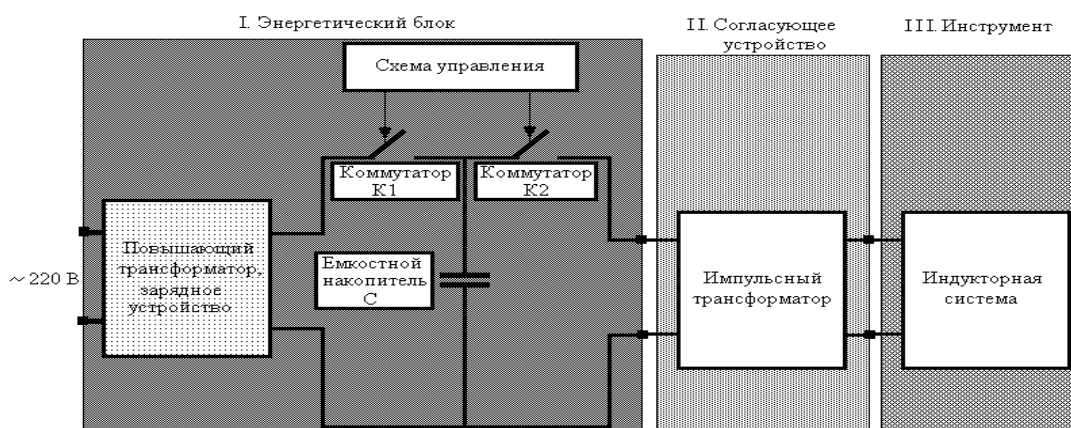 I. Энергетический блок
II. Согласующее
устройство
III. Инструмент
Схема управления
Коммутатор
К1
Коммутатор
К2
~ 220 В
Повышающий
трансформатор,
зарядное
устройство
Емкостной
накопитель
С
Импульсный
трансформатор
Индукторная
система